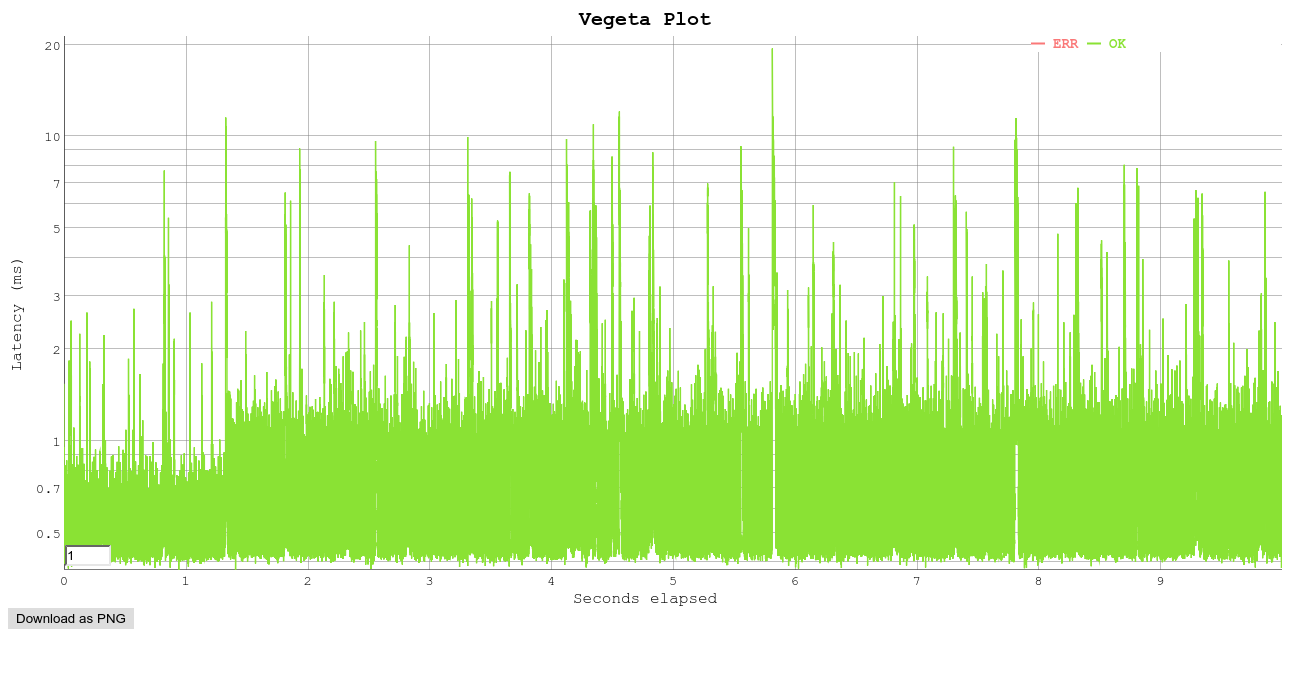 Vegeta Plot
ERR OK
20
10
7
5
3
2
1
0.7
0.5
Latency (ms)
1
0 1 2 3 4 5 6 7 8 9
Seconds elapsed
Download as PNG